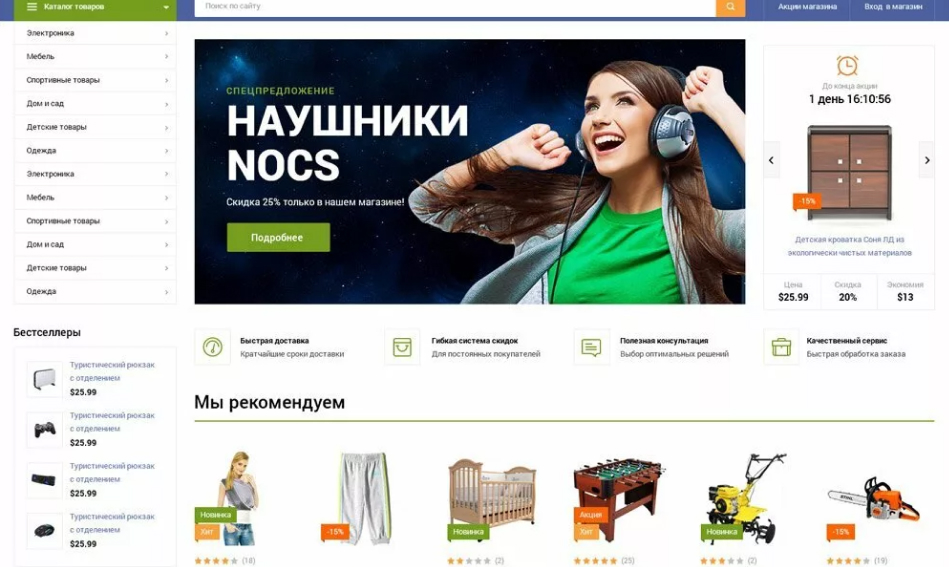 Каталог товаров
Поиск по сайту
Акции магазина
Вход в магазин
Электроника
Мебель
Спортивные товары
Дом и сад
Детские товары
Одежда
Электроника
Мебель
Спортивные товары
Дом и сад
Детские товары
Одежда
СПЕЦПРЕДЛОЖЕНИЕ
НАУШНИКИ
NOCS
Скидка 25% только в нашем магазине!
Подробнее
До конца акции
1 день 16:10:56
-15%
Детская кроватка Соня ЛД из
экологически чистых материалов
Цена
$25.99
Скидка
20%
Экономия
$13
Быстрая доставка
Кратчайшие сроки доставки
Гибкая система скидок
Для постоянных покупателей
Полезная консультация
Выбор оптимальных решений
Качественный сервис
Быстрая обработка заказа
Бестселлеры
Туристический рюкзак
с отделением
$25.99
Туристический рюкзак
с отделением
$25.99
Туристический рюкзак
с отделением
$25.99
Туристический рюкзак
с отделением
$25.99
Мы рекомендуем
Новинка
Хит
(18)
-15%
Новинка
(2)
Акция
Хит
(25)
Новинка
(2)
STIHL
-15%
(19)